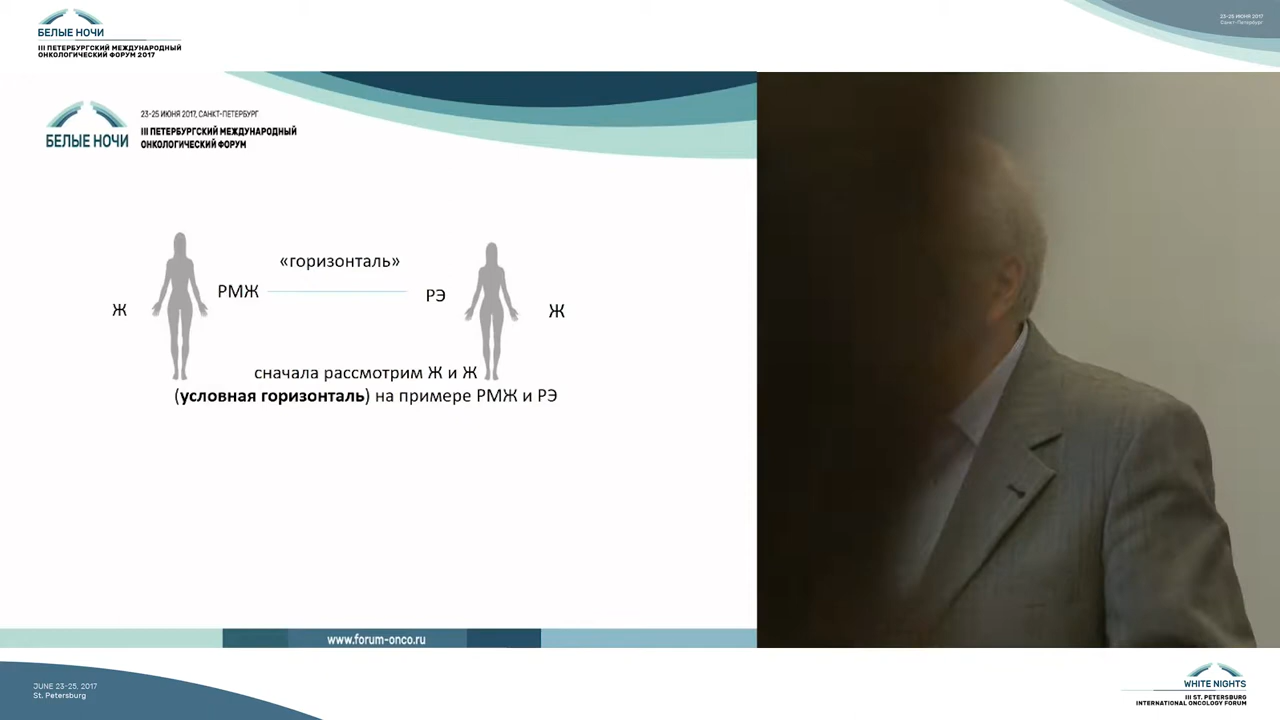 БЕЛЫЕ НОЧИ
III ПЕТЕРБУРГСКИЙ МЕЖДУНАРОДНЫЙ
ОНКОЛОГИЧЕСКИЙ ФОРУМ 2017
23-25 ИЮНЯ 2017
Санкт-Петербург
БЕЛЫЕ НОЧИ
23-25 ИЮНЯ 2017, САНКТ-ПЕТЕРБУРГ
III ПЕТЕРБУРГСКИЙ МЕЖДУНАРОДНЫЙ
ОНКОЛОГИЧЕСКИЙ ФОРУМ
«горизонталь»
Ж РМЖ РЭ Ж
сначала рассмотрим Ж и Ж
(условная горизонталь) на примере РМЖ и РЭ
www.forum-onco.ru
JUNE 23-25, 2017
St. Petersburg
WHITE NIGHTS
III ST. PETERSBURG
INTERNATIONAL ONCOLOGY FORUM